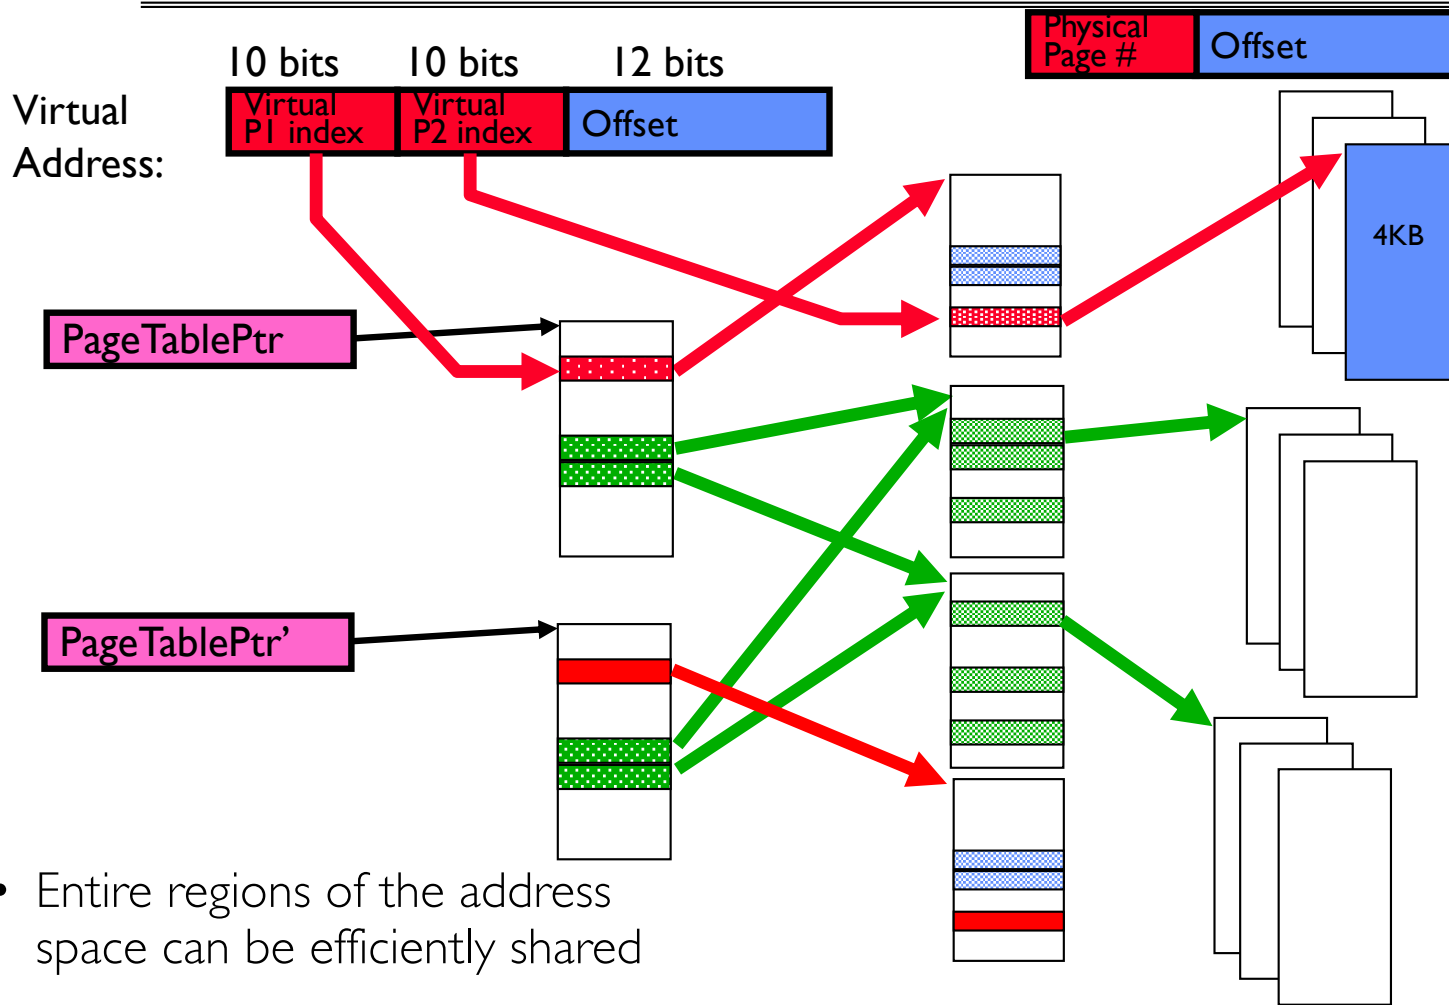 10 bits 10 bits 12 bits
Physical
Page #
Offset
Virtual
Address:
Virtual
P1 index
Virtual
P2 index
Offset
4KB
PageTablePtr
PageTablePtr’
• Entire regions of the address
space can be efficiently shared